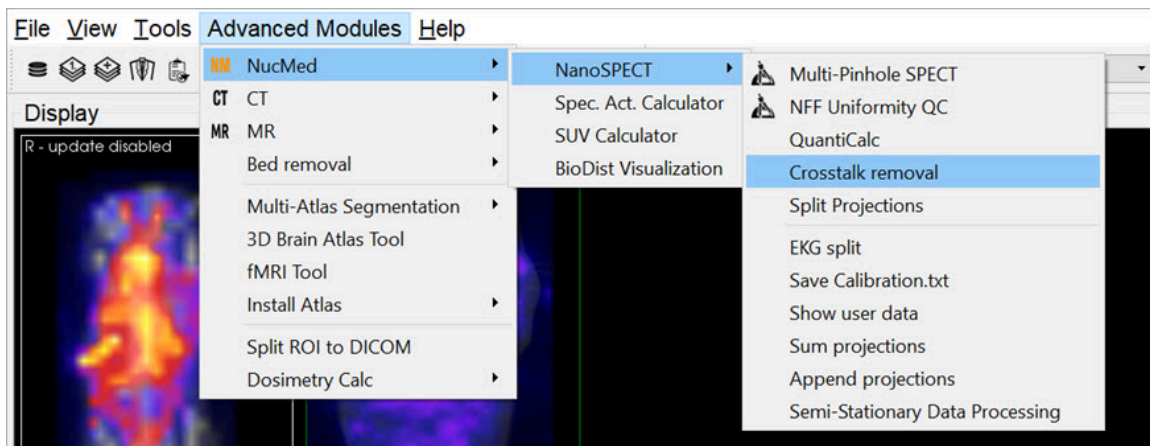 File View Tools Advanced Modules Help
Display
R - update disabled
NM NucMed
CT CT
MR MR
Bed removal
Multi-Atlas Segmentation
3D Brain Atlas Tool
fMRI Tool
Install Atlas
Split ROI to DICOM
Dosimetry Calc
NanoSPECT
Spec. Act. Calculator
SUV Calculator
BioDist Visualization
Multi-Pinhole SPECT
NFF Uniformity QC
QuantiCalc
Crosstalk removal
Split Projections
EKG split
Save Calibration.txt
Show user data
Sum projections
Append projections
Semi-Stationary Data Processing